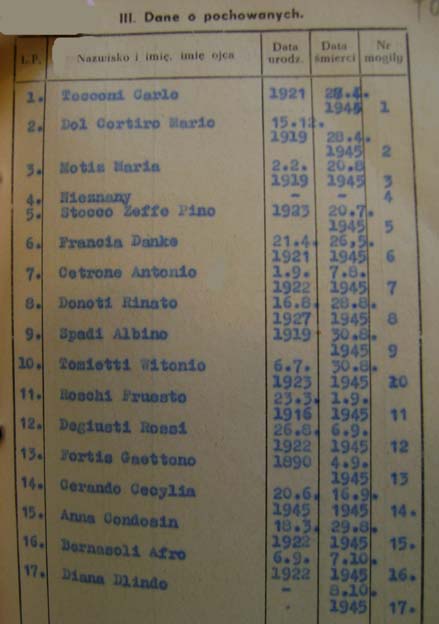 III. Dane o pochowanych.
L.P. Nazwisko i imię, imię ojca Data urodz. Data śmierci Nr mogiły
1. Tocconi Carlo 1921 28.4.
1945 1
2. Dol Cortiro Mario 15.12.
1919 28.4.
1945 2
3. Motis Maria 2.2. 20.8
1919 1945 3
4. Nieznany - - 4
5. Stocco Zeffe Pino 1923 20.7.
1945 5
6. Francia Danke 21.4. 26.5.
1921 1945 6
7. Cetrone Antonio 1.9. 7.8.
1922 1945 7
8. Donoti Rinato 16.8. 28.8.
1927 1945 8
9. Spadi Albino 1919 30.8.
1945 9
10. Tomietti Witonio 6.7. 30.8.
1923 1945 10
11. Roschi Fruesto 23.3. 1.9.
1916 1945 11
12. Degiusti Rossi 26.8. 6.9.
1922 1945 12
13. Fortis Gaettono 1890 4.9.
1945 13
14. Cerando Cecylia 20.6. 16.9.
1945 1945 14.
15. Anna Condosin 18.3. 29.8.
1922 1945 15.
16. Bernasoli Afro 6.9. 7.10.
1922 1945 16.
17. Diana Dlindo - 8.10.
1945 17.